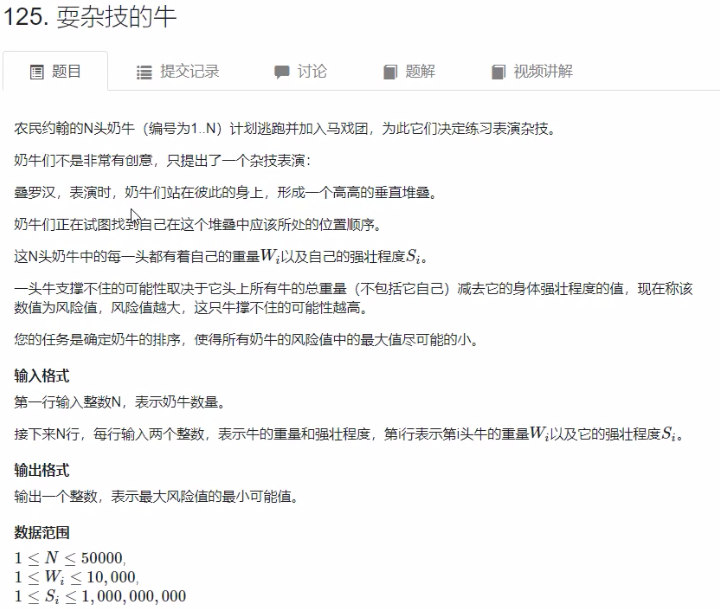 125. 耍杂技的牛
题目 提交记录 讨论 题解 视频讲解
农民约翰的N头奶牛（编号为1..N）计划逃跑并加入马戏团，为此它们决定练习表演杂技。
奶牛们不是非常有创意，只提出了一个杂技表演：
叠罗汉，表演时，奶牛们站在彼此的身上，形成一个高高的垂直堆叠。
奶牛们正在试图找到自己在这个堆叠中应该所处的位置顺序。
这N头奶牛中的每一头都有着自己的重量W_i以及自己的强壮程度S_i。
一头牛支撑不住的可能性取决于它头上所有牛的总重量（不包括它自己）减去它的身体强壮程度的值，现在称该
数值为风险值，风险值越大，这只牛撑不住的可能性越高。
您的任务是确定奶牛的排序，使得所有奶牛的风险值中的最大值尽可能的小。
输入格式
第一行输入整数N，表示奶牛数量。
接下来N行，每行输入两个整数，表示牛的重量和强壮程度，第i行表示第i头牛的重量W_i以及它的强壮程度S_i。
输出格式
输出一个整数，表示最大风险值的最小可能值。
数据范围
1 ≤ N ≤ 50000,
1 ≤ W_i ≤ 10,000,
1 ≤ S_i ≤ 1,000,000,000